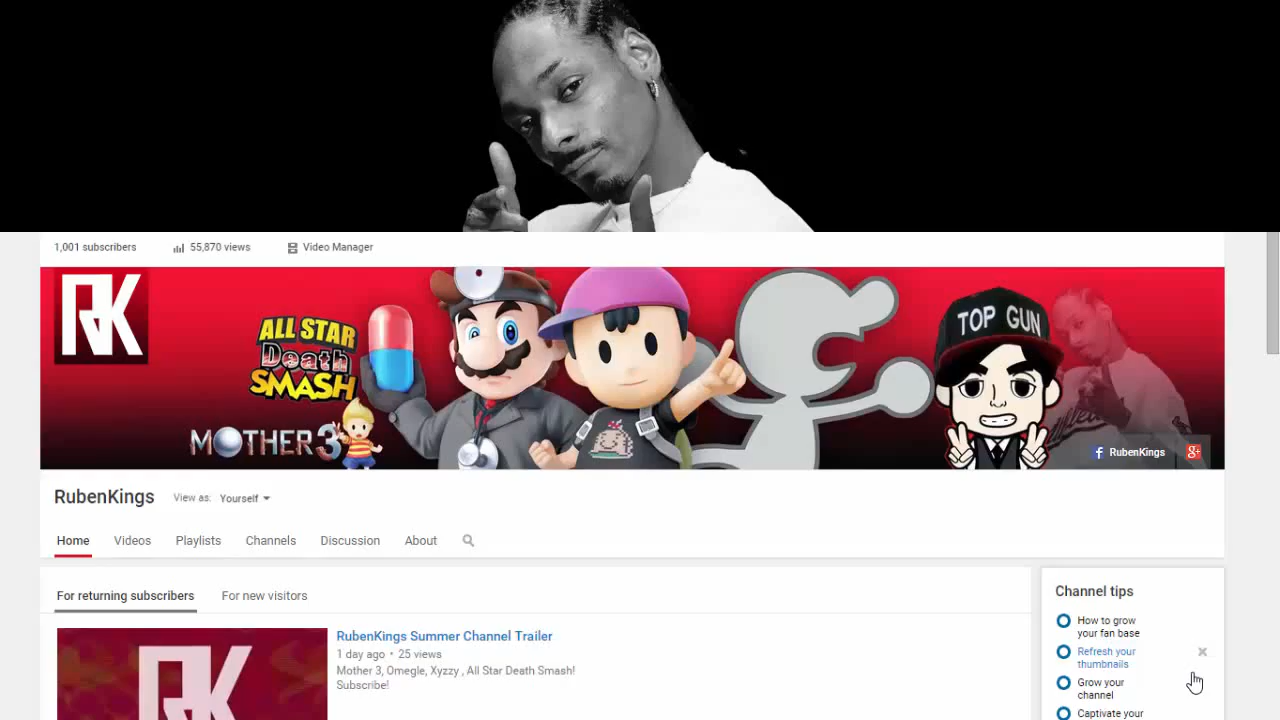 1,001 subscribers 55,870 views Video Manager
RK
ALL STAR
Death
SMASH
MOTHER 3
TOP GUN
RubenKings
RubenKings View as: Yourself
Home Videos Playlists Channels Discussion About
For returning subscribers For new visitors
RK
RubenKings Summer Channel Trailer
1 day ago • 25 views
Mother 3, Omegle, Xyzzy , All Star Death Smash!
Subscribe!
Channel tips
How to grow
your fan base
Refresh your
thumbnails
Grow your
channel
Captivate your